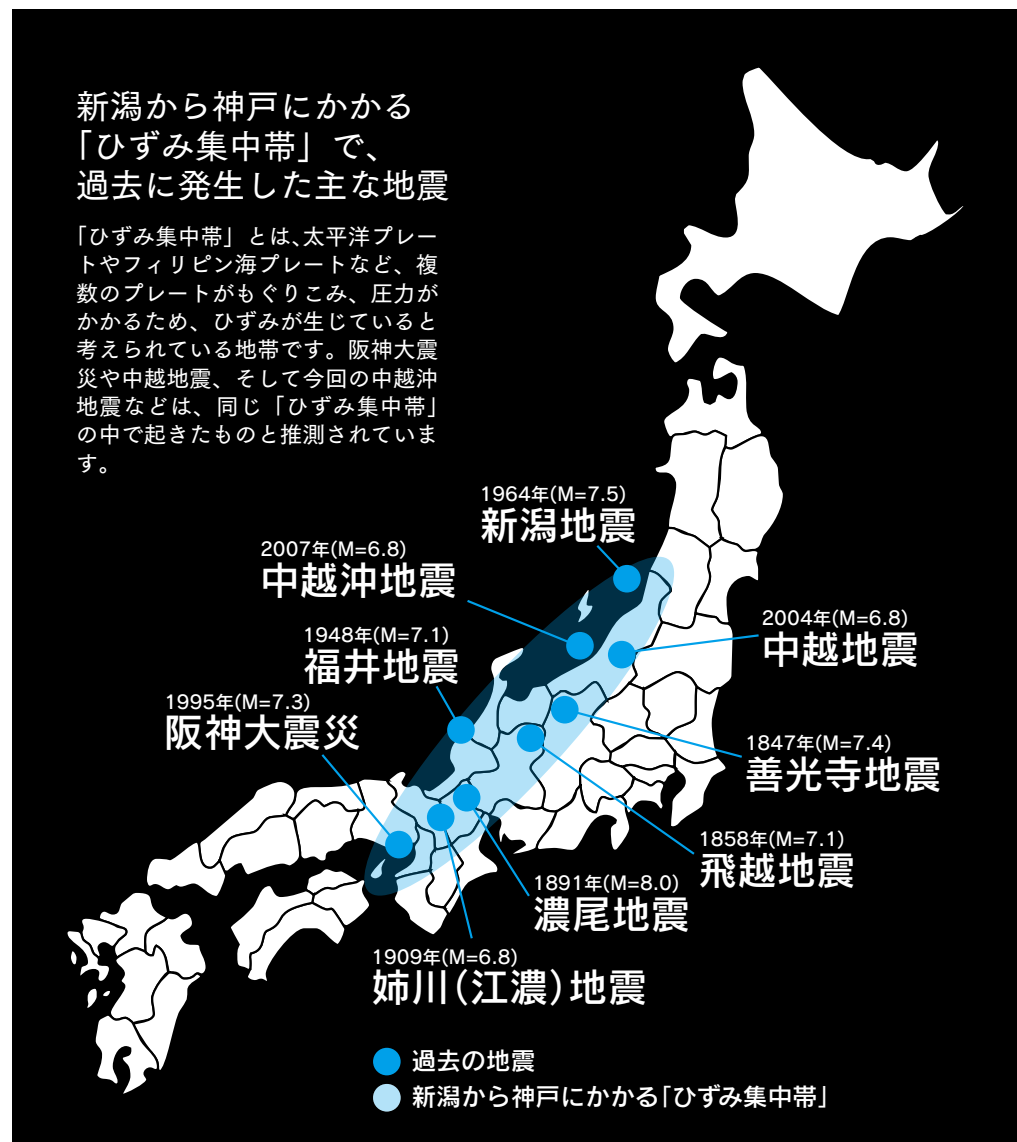 新潟から神戸にかかる
「ひずみ集中帯」で、
過去に発生した主な地震
「ひずみ集中帯」とは、太平洋プレー
トやフィリピン海プレートなど、複
数のプレートがもぐりこみ、圧力が
かかるため、ひずみが生じていると
考えられている地帯です。阪神大震
災や中越地震、そして今回の中越沖
地震などは、同じ「ひずみ集中帯」
の中で起きたものと推測されていま
す。
1964年(M=7.5)
新潟地震
2007年(M=6.8)
中越沖地震
2004年(M=6.8)
中越地震
1948年(M=7.1)
福井地震
1995年(M=7.3)
阪神大震災
1847年(M=7.4)
善光寺地震
1858年(M=7.1)
飛越地震
1891年(M=8.0)
濃尾地震
1909年(M=6.8)
姉川(江濃)地震
過去の地震
新潟から神戸にかかる「ひずみ集中帯」